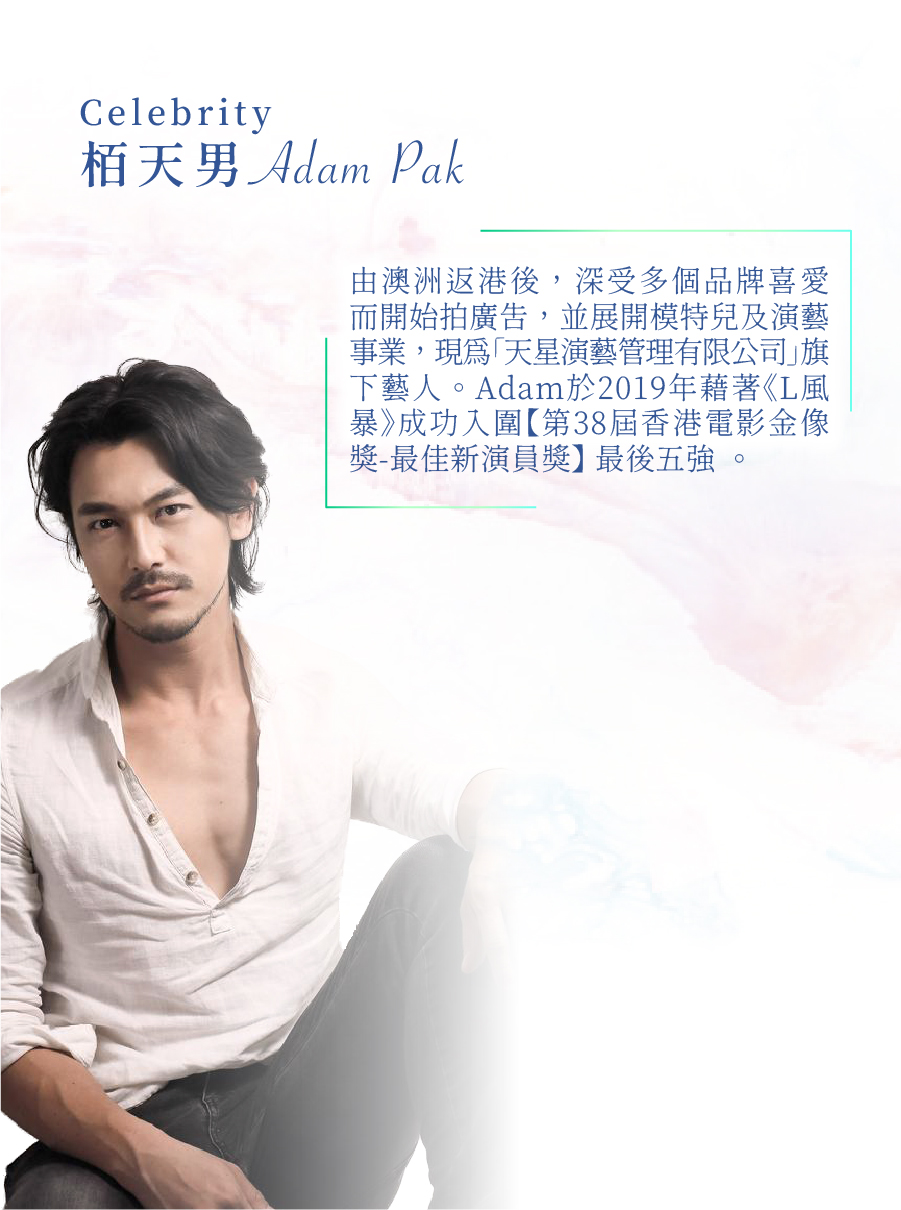 Celebrity
栢天男 Adam Pak
由澳洲返港後，深受多個品牌喜愛
而開始拍廣告，並展開模特兒及演藝
事業，現爲「天星演藝管理有限公司」旗
下藝人。Adam於2019年藉著《L風
暴》成功入圍【第38屆香港電影金像
獎-最佳新演員獎】最後五強 。